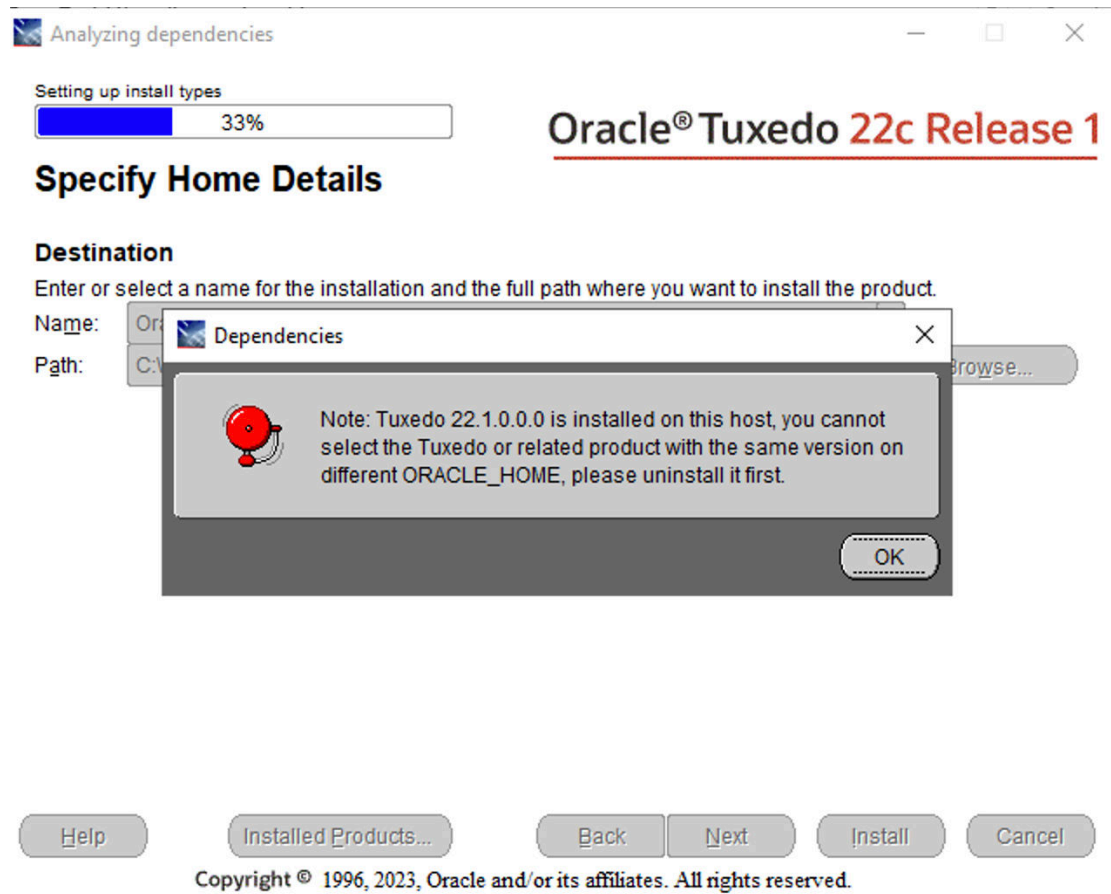 Analyzing dependencies
Setting up install types
33%
Oracle® Tuxedo 22c Release 1
Specify Home Details
Destination
Enter or select a name for the installation and the full path where you want to install the product.
Name:
Path:
Browse...
Dependencies
Note: Tuxedo 22.1.0.0.0 is installed on this host, you cannot
select the Tuxedo or related product with the same version on
different ORACLE_HOME, please uninstall it first.
OK
Help Installed Products... Back Next Install Cancel
Copyright © 1996, 2023, Oracle and/or its affiliates. All rights reserved.